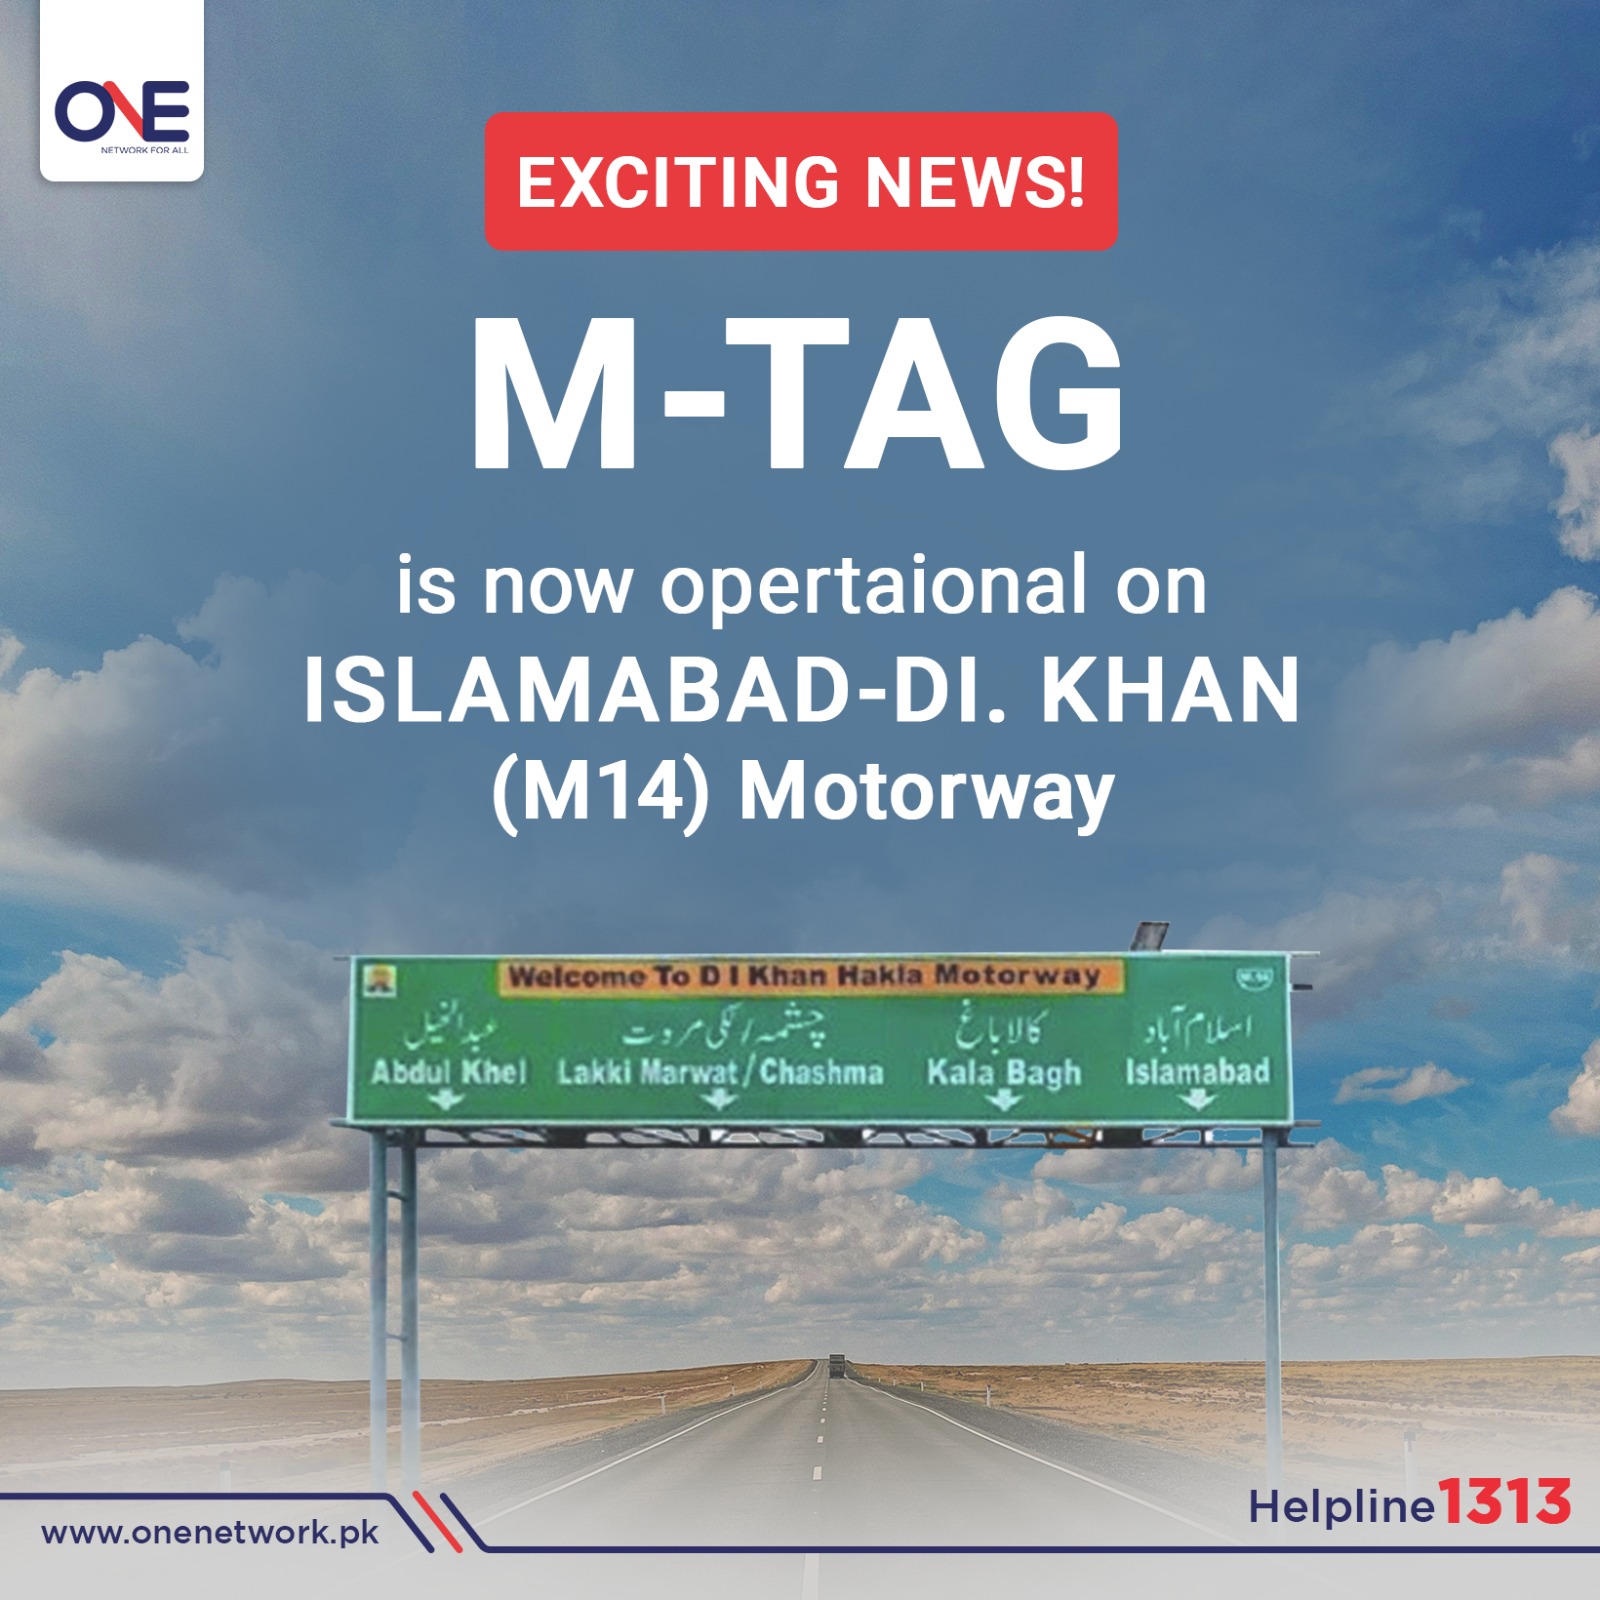 ONE
NETWORK FOR ALL
EXCITING NEWS!
M-TAG
is now opertaional on
ISLAMABAD-DI. KHAN
(M14) Motorway
Welcome To D I Khan Hakla Motorway
عبدالخیل چشمہ/لکی مروت کالاباغ اسلام آباد
Abdul Khel Lakki Marwat/Chashma Kala Bagh Islamabad
www.onenetwork.pk
Helpline 1313